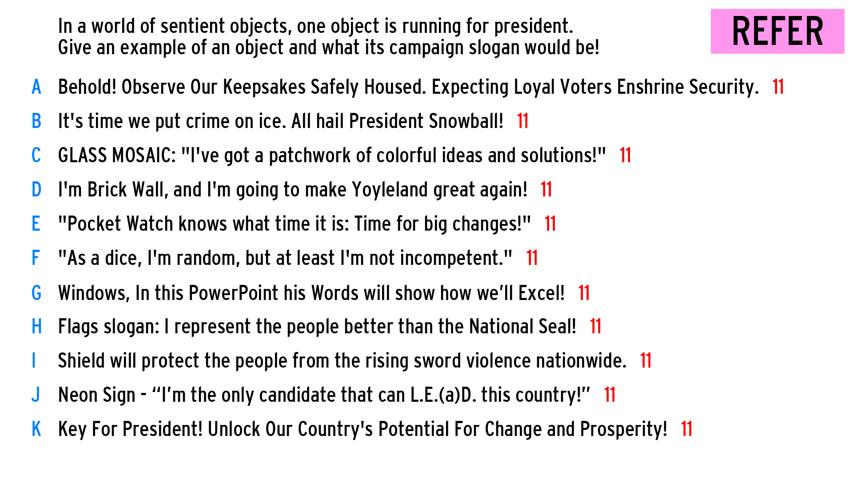 In a world of sentient objects, one object is running for president.
Give an example of an object and what its campaign slogan would be!
REFER
A Behold! Observe Our Keepsakes Safely Housed. Expecting Loyal Voters Enshrine Security. 11
B It's time we put crime on ice. All hail President Snowball! 11
C GLASS MOSAIC: "I've got a patchwork of colorful ideas and solutions!" 11
D I'm Brick Wall, and I'm going to make Yoyleland great again! 11
E "Pocket Watch knows what time it is: Time for big changes!" 11
F "As a dice, I'm random, but at least I'm not incompetent." 11
G Windows, In this PowerPoint his Words will show how we’ll Excel! 11
H Flags slogan: I represent the people better than the National Seal! 11
I Shield will protect the people from the rising sword violence nationwide. 11
J Neon Sign - “I’m the only candidate that can L.E.(a)D. this country!” 11
K Key For President! Unlock Our Country's Potential For Change and Prosperity! 11